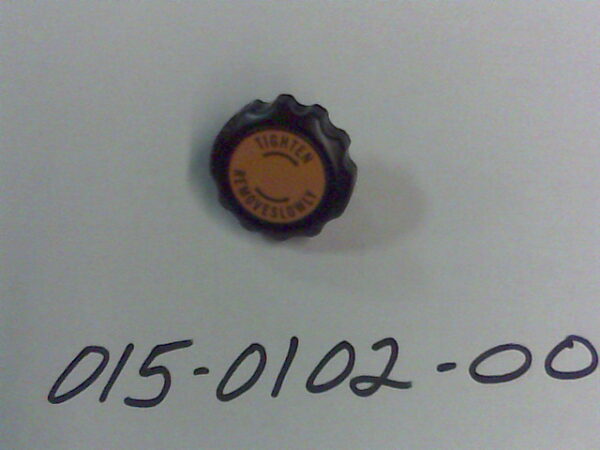 TIGHTEN
REMOVE SLOWLY
015-0102-00